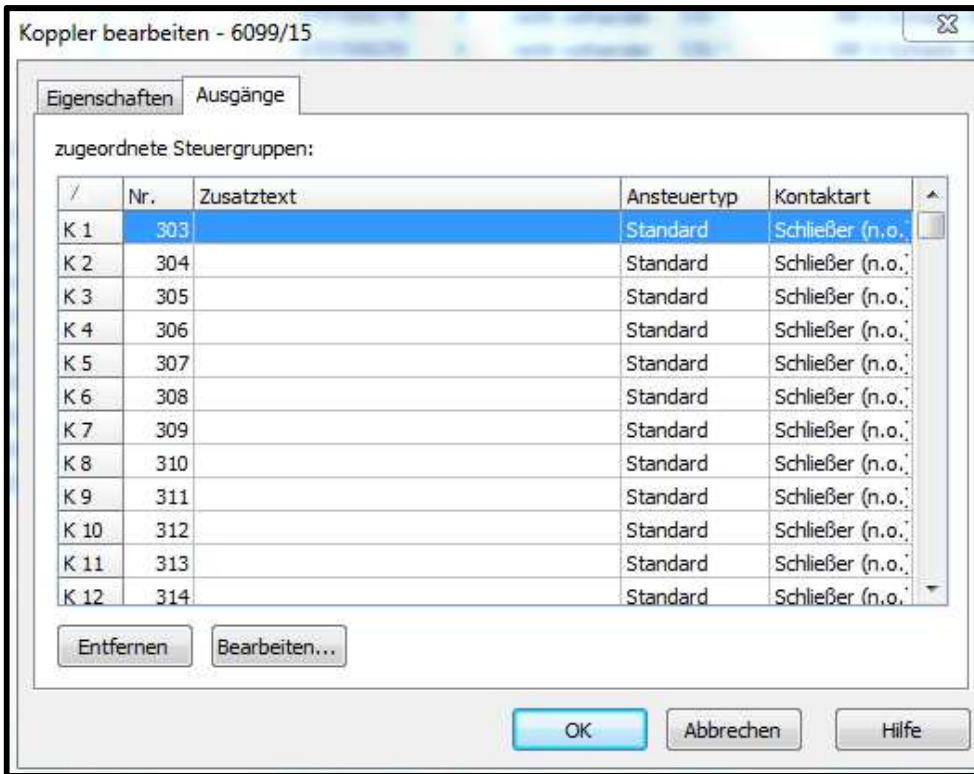 Koppler bearbeiten - 6099/15
Eigenschaften Ausgänge
zugeordnete Steuergruppen:
/ Nr. Zusatztext Ansteuertyp Kontaktart
K 1 303 Standard Schließer (n.o.
K 2 304 Standard Schließer (n.o.
K 3 305 Standard Schließer (n.o.
K 4 306 Standard Schließer (n.o.
K 5 307 Standard Schließer (n.o.
K 6 308 Standard Schließer (n.o.
K 7 309 Standard Schließer (n.o.
K 8 310 Standard Schließer (n.o.
K 9 311 Standard Schließer (n.o.
K 10 312 Standard Schließer (n.o.
K 11 313 Standard Schließer (n.o.
K 12 314 Standard Schließer (n.o.
Entfernen Bearbeiten...
OK Abbrechen Hilfe